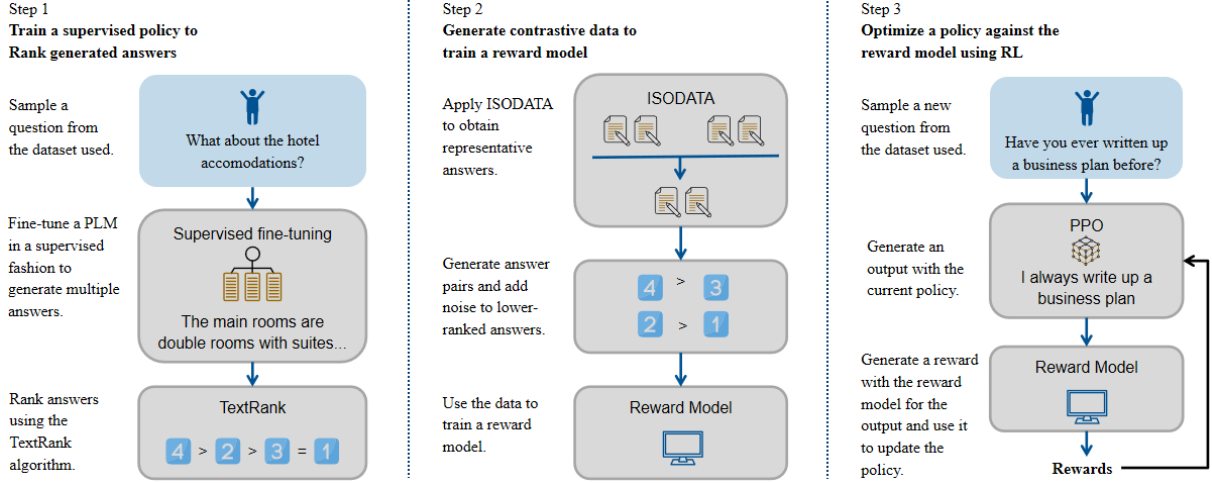 Step 1
Train a supervised policy to
Rank generated answers
Sample a
question from
the dataset used.
What about the hotel
accomodations?
Fine-tune a PLM
in a supervised
fashion to
generate multiple
answers.
Supervised fine-tuning
The main rooms are
double rooms with suites...
Rank answers
using the
TextRank
algorithm.
TextRank
4 > 2 > 3 = 1
Step 2
Generate contrastive data to
train a reward model
Apply ISODATA
to obtain
representative
answers.
ISODATA
Generate answer
pairs and add
noise to lower-
ranked answers.
4 > 3
2 > 1
Use the data to
train a reward
model.
Reward Model
Step 3
Optimize a policy against the
reward model using RL
Sample a new
question from
the dataset used.
Have you ever written up
a business plan before?
Generate an
output with the
current policy.
PPO
I always write up a
business plan
Generate a reward
with the reward
model for the
output and use it
to update the
policy.
Reward Model
Rewards